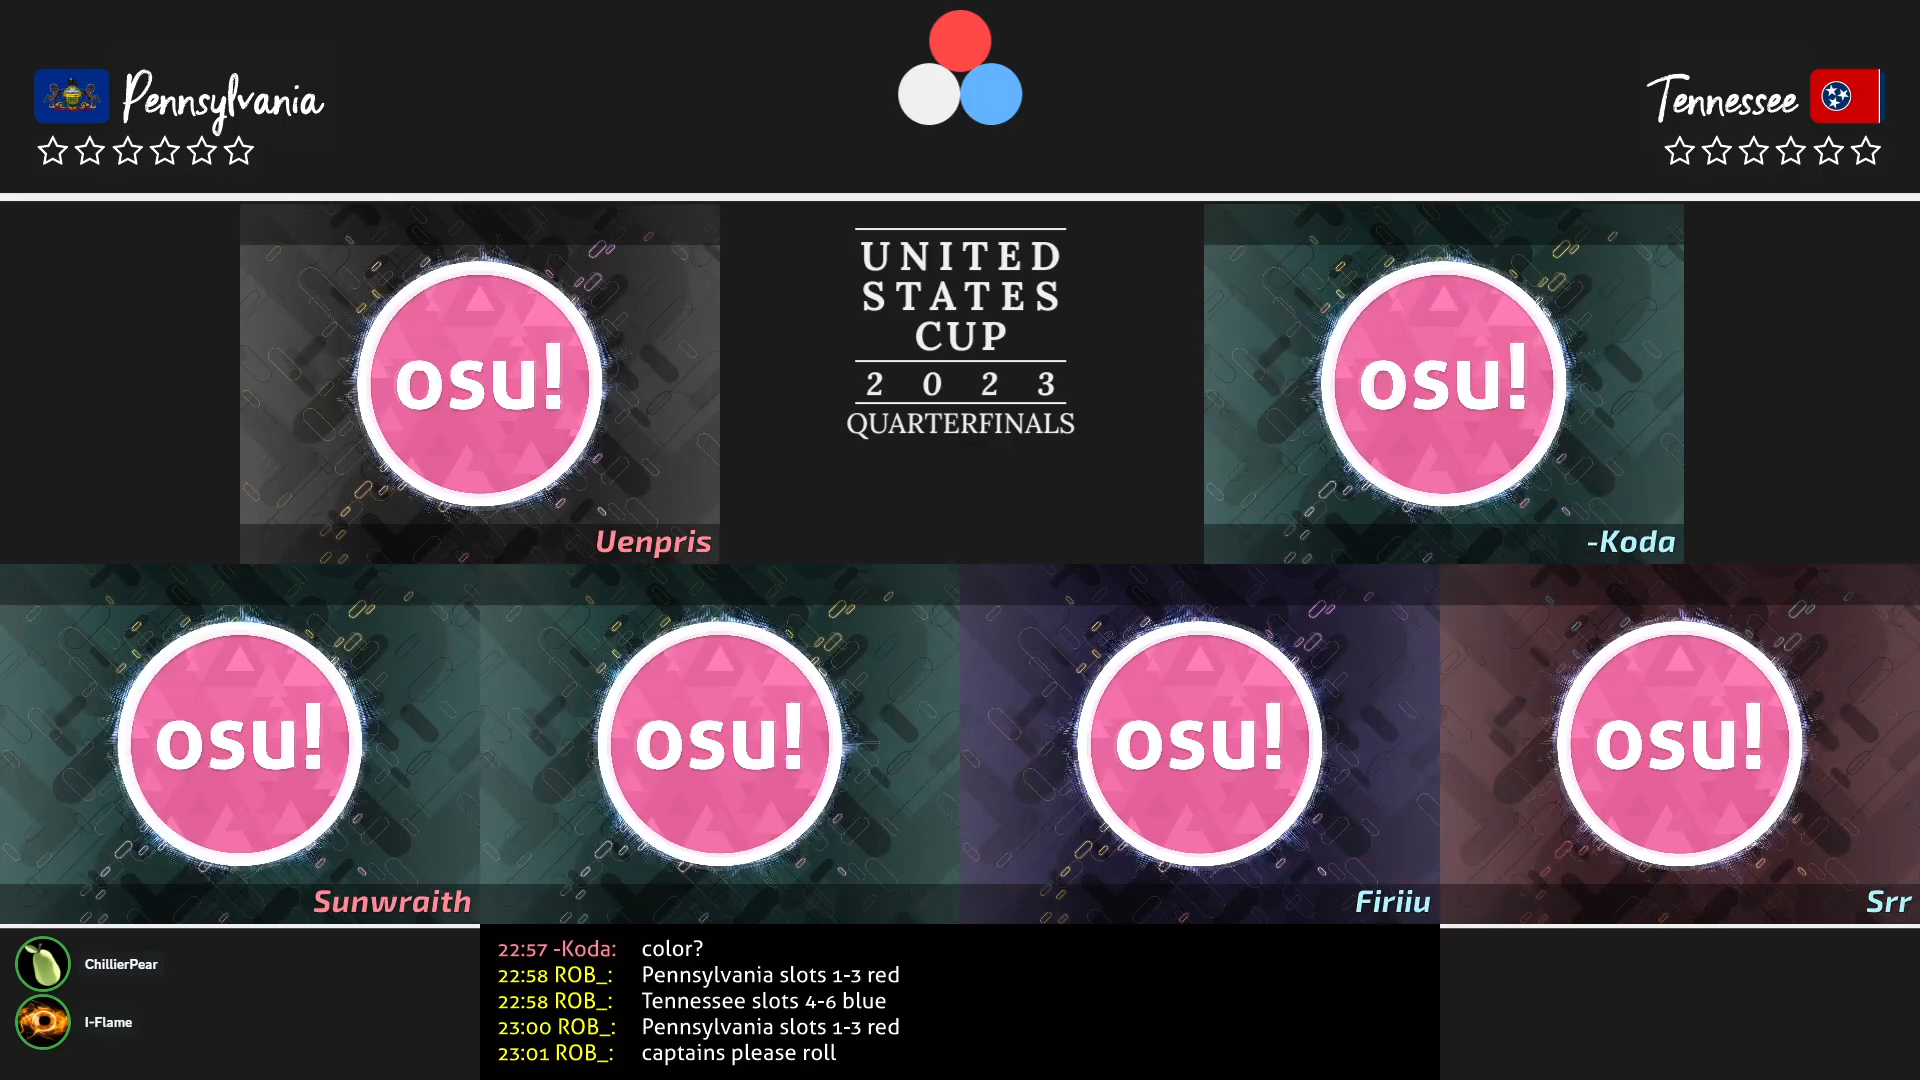 Pennsylvania
Tennessee
UNITED
STATES
CUP
2 0 2 3
QUARTERFINALS
osu!
Uenpris
osu!
-Koda
osu!
Sunwraith
osu!
osu!
Firiiu
osu!
Srr
ChillierPear
I-Flame
22:57 -Koda: color?
22:58 ROB_: Pennsylvania slots 1-3 red
22:58 ROB_: Tennessee slots 4-6 blue
23:00 ROB_: Pennsylvania slots 1-3 red
23:01 ROB_: captains please roll